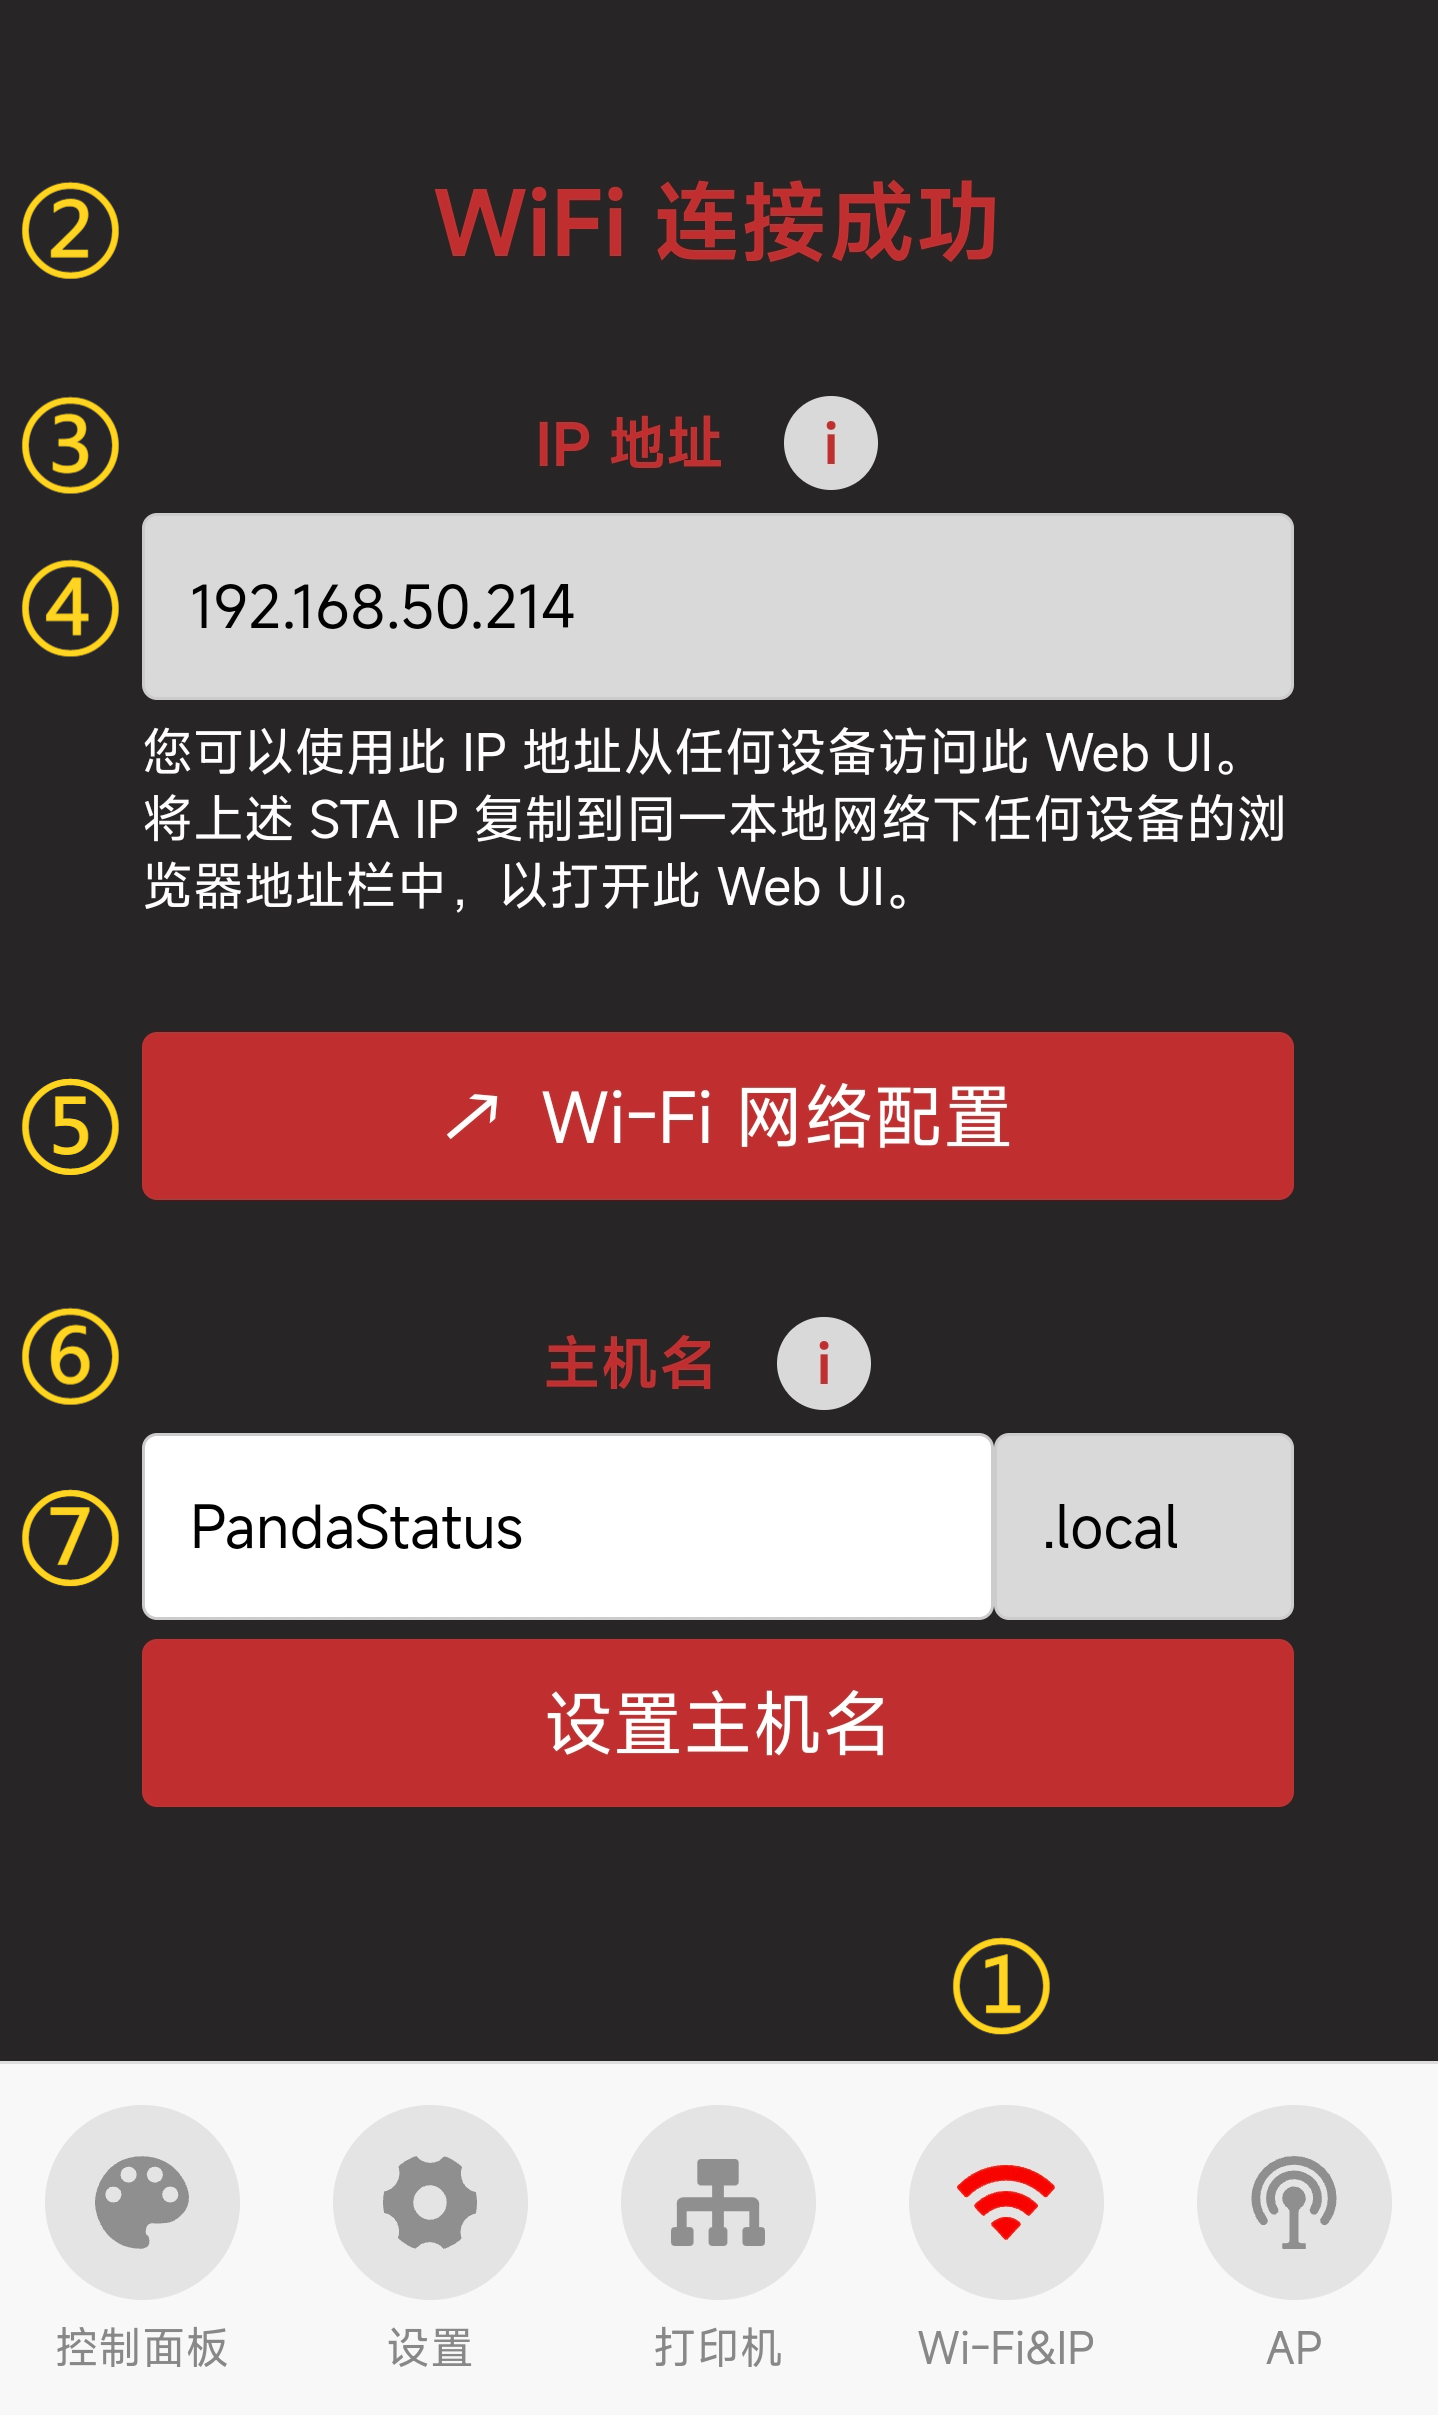 ② WiFi 连接成功
③ IP 地址 i
④ 192.168.50.214
您可以使用此 IP 地址从任何设备访问此 Web UI。
将上述 STA IP 复制到同一本地网络下任何设备的浏
览器地址栏中，以打开此 Web UI。
⑤ ↗ Wi-Fi 网络配置
⑥ 主机名 i
⑦ PandaStatus .local
设置主机名
①
控制面板 设置 打印机 Wi-Fi&IP AP